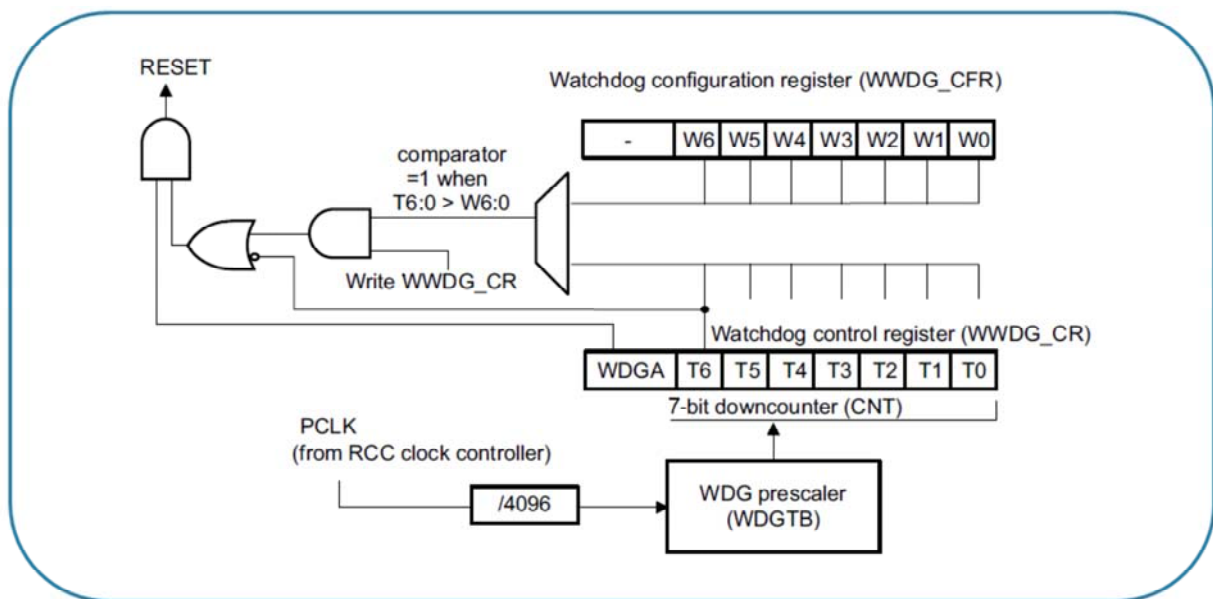 RESET
Watchdog configuration register (WWDG_CFR)
- W6 W5 W4 W3 W2 W1 W0
comparator
=1 when
T6:0 > W6:0
Write WWDG_CR
Watchdog control register (WWDG_CR)
WDGA T6 T5 T4 T3 T2 T1 T0
7-bit downcounter (CNT)
PCLK
(from RCC clock controller)
/4096
WDG prescaler
(WDGTB)